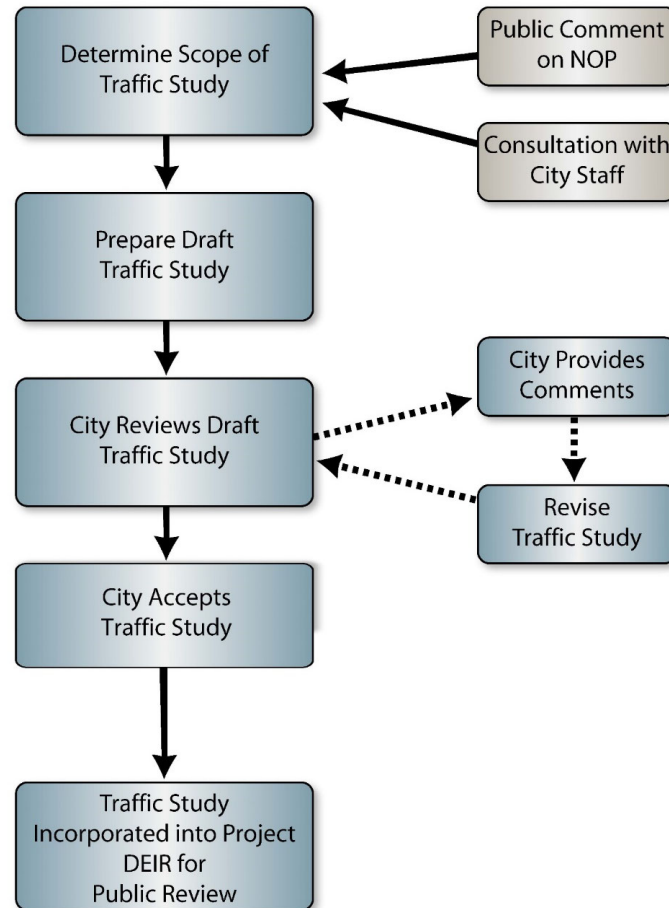 Determine Scope of
Traffic Study
Public Comment
on NOP
Consultation with
City Staff
Prepare Draft
Traffic Study
City Reviews Draft
Traffic Study
City Provides
Comments
Revise
Traffic Study
City Accepts
Traffic Study
Traffic Study
Incorporated into Project
DEIR for
Public Review